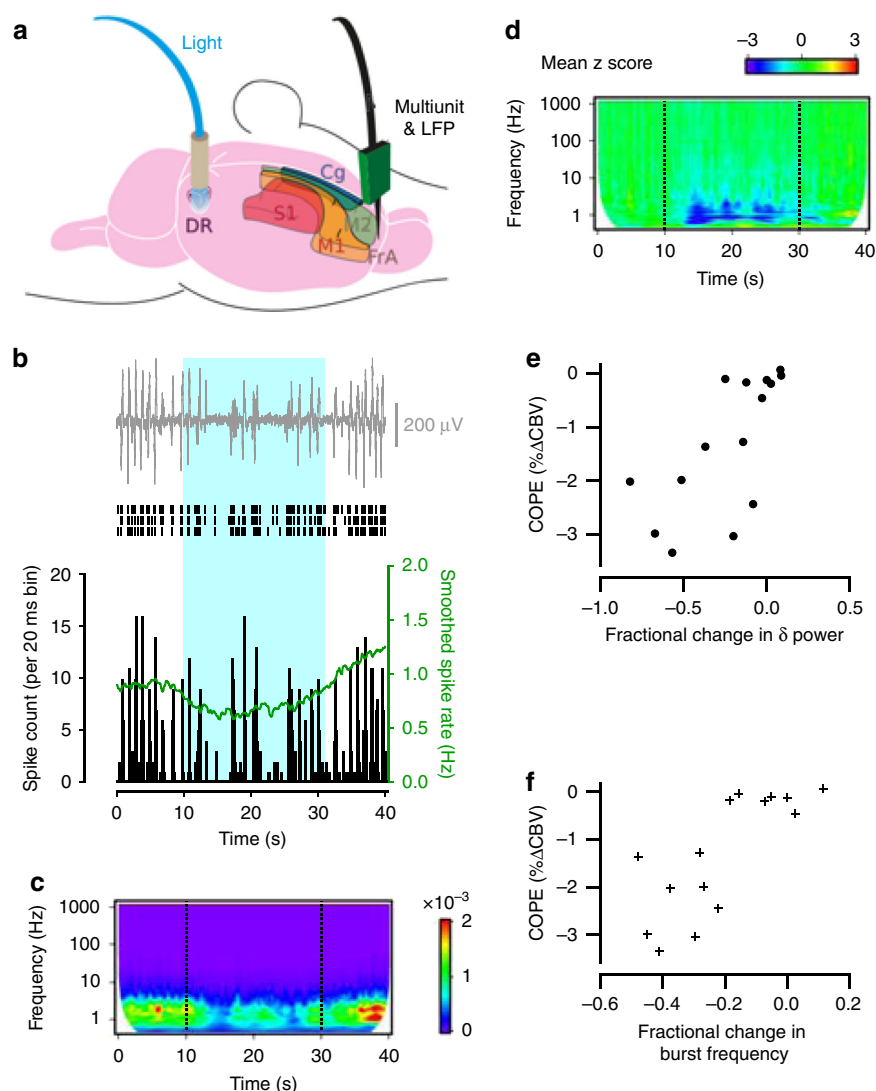 a
Light
Multiunit
& LFP
Cg
S1
M2
M1
FrA
DR
b
200 μV
20
15
10
5
0
Spike count (per 20 ms bin)
2.0
1.5
1.0
0.5
0.0
Smoothed spike rate (Hz)
0 10 20 30 40
Time (s)
c
1000
100
10
1
Frequency (Hz)
0 10 20 30 40
Time (s)
×10⁻³
2
1
0
d
Mean z score
−3 0 3
1000
100
10
1
Frequency (Hz)
0 10 20 30 40
Time (s)
e
0
−1
−2
−3
COPE (%ΔCBV)
−1.0 −0.5 0.0 0.5
Fractional change in δ power
f
0
−1
−2
−3
COPE (%ΔCBV)
−0.6 −0.4 −0.2 0.0 0.2
Fractional change in
burst frequency